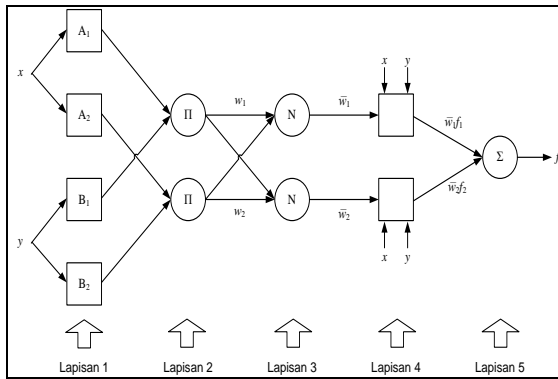 A₁
x
A₂
B₁
y
B₂
Π
Π
w₁
w₂
N
N
w̅₁
w̅₂
x y
x y
w̅₁f₁
w̅₂f₂
Σ
f
Lapisan 1 Lapisan 2 Lapisan 3 Lapisan 4 Lapisan 5